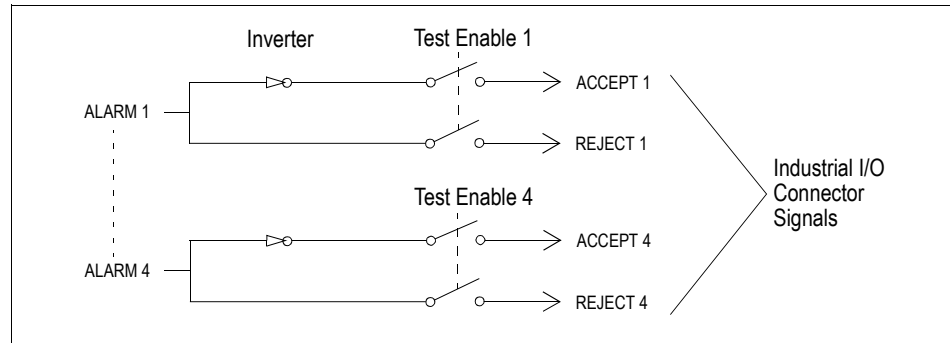 Inverter
Test Enable 1
ALARM 1
ACCEPT 1
REJECT 1
Industrial I/O
Connector
Signals
Test Enable 4
ALARM 4
ACCEPT 4
REJECT 4